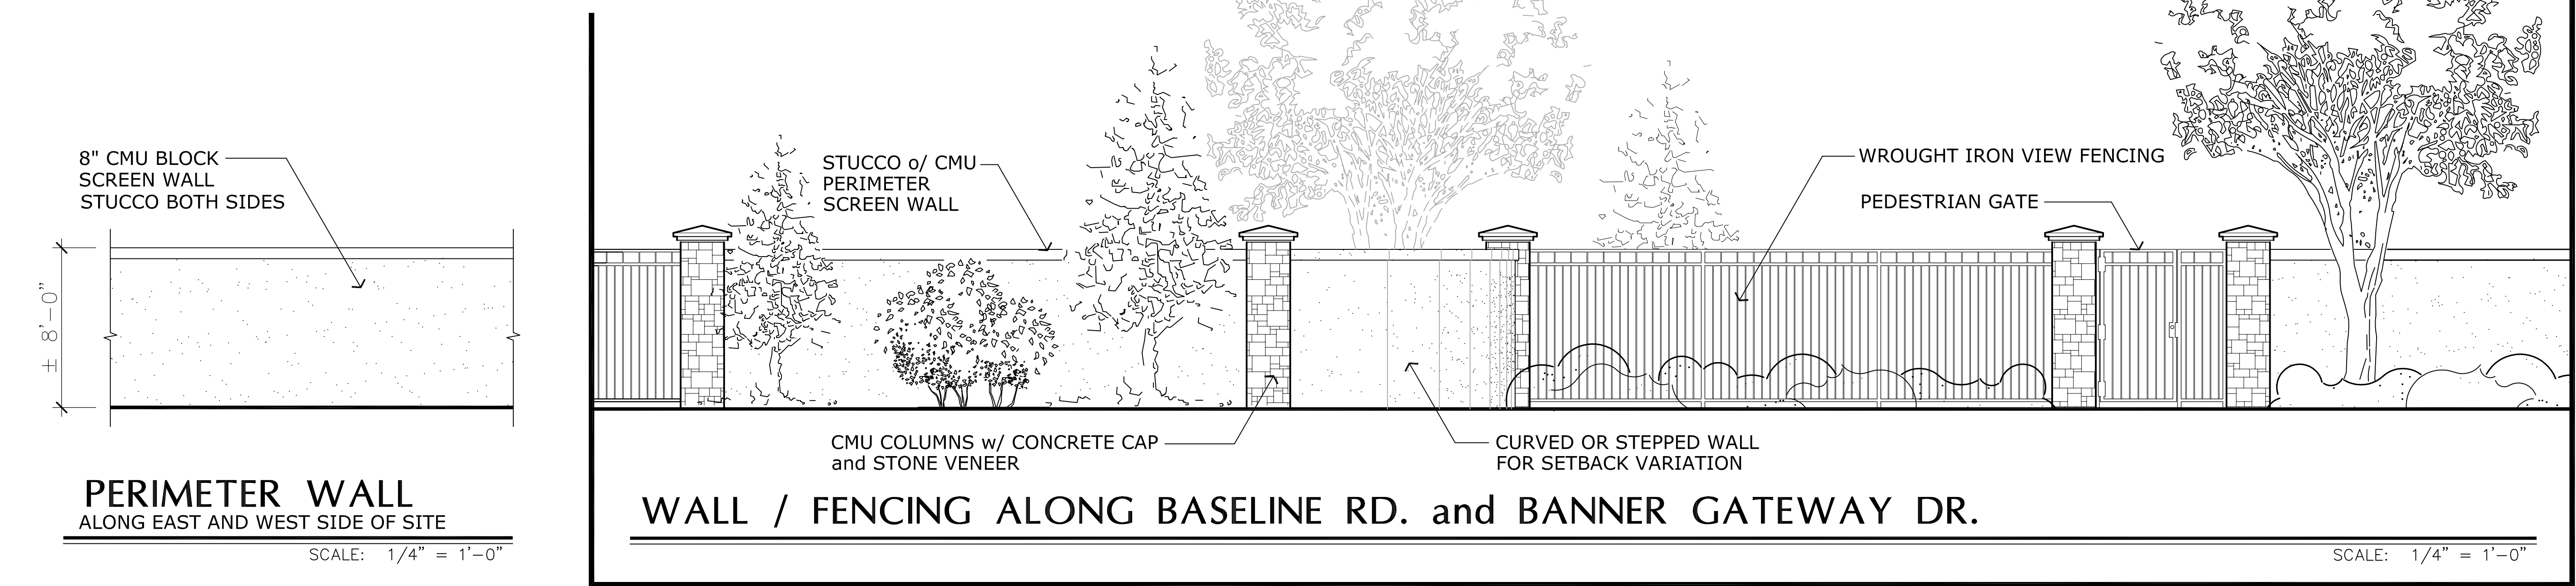 8" CMU BLOCK
SCREEN WALL
STUCCO BOTH SIDES
± 8'-0"
PERIMETER WALL
ALONG EAST AND WEST SIDE OF SITE
SCALE: 1/4" = 1'-0"
STUCCO o/ CMU
PERIMETER
SCREEN WALL
WROUGHT IRON VIEW FENCING
PEDESTRIAN GATE
CMU COLUMNS w/ CONCRETE CAP
and STONE VENEER
CURVED OR STEPPED WALL
FOR SETBACK VARIATION
WALL / FENCING ALONG BASELINE RD. and BANNER GATEWAY DR.
SCALE: 1/4" = 1'-0"